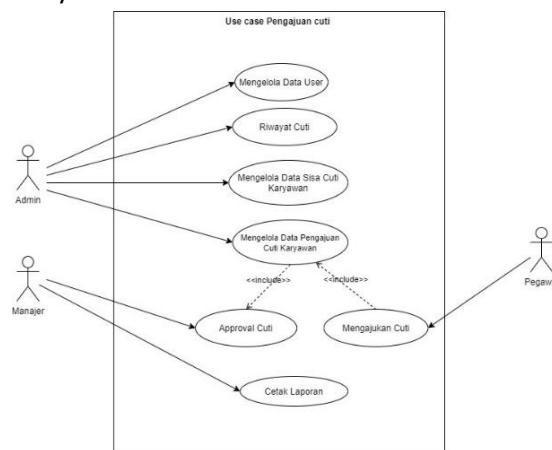 Use case Pengajuan cuti
Mengelola Data User
Riwayat Cuti
Mengelola Data Sisa Cuti
Karyawan
Admin
Mengelola Data Pengajuan
Cuti Karyawan
<<include>>
<<include>>
Manajer
Pegaw
Approval Cuti
Mengajukan Cuti
Cetak Laporan